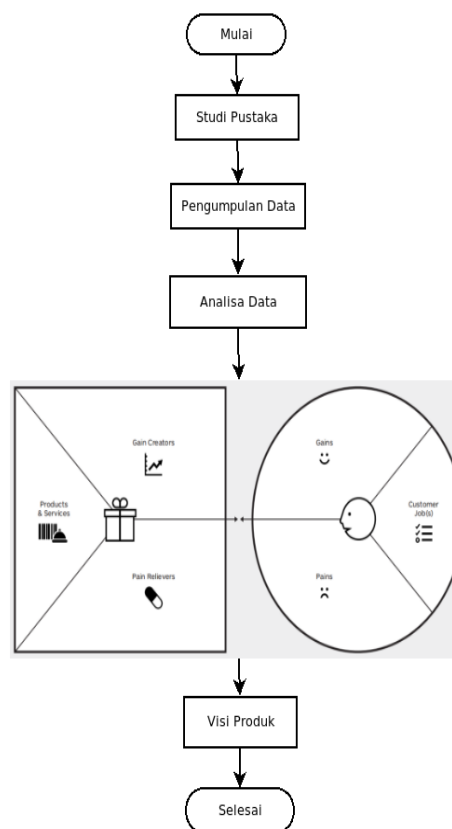 Mulai
Studi Pustaka
Pengumpulan Data
Analisa Data
Gain Creators
Products
& Services
Pain Relievers
Gains
Customer
Job(s)
Pains
Visi Produk
Selesai